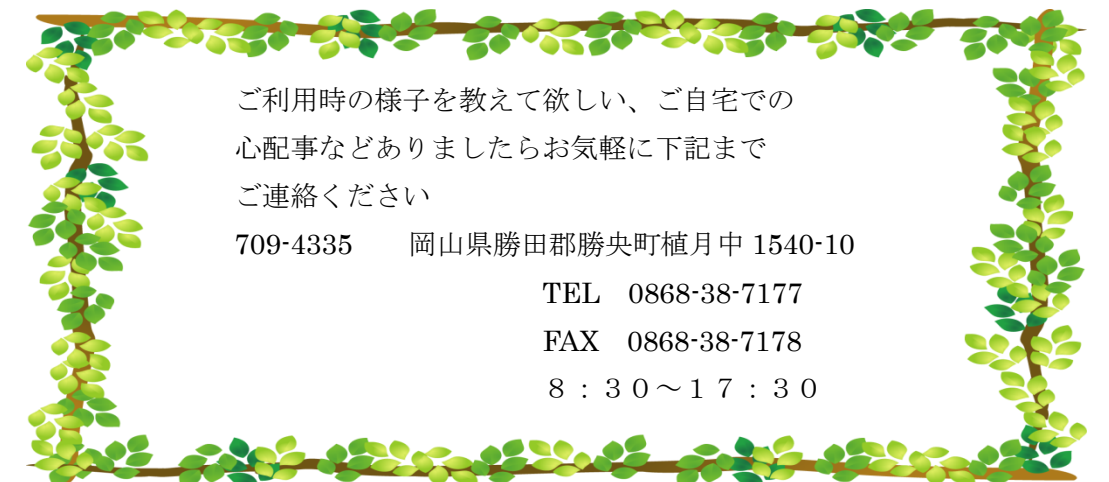 ご利用時の様子を教えて欲しい、ご自宅での
心配事などありましたらお気軽に下記まで
ご連絡ください
709-4335　　岡山県勝田郡勝央町植月中 1540-10
TEL　0868-38-7177
FAX　0868-38-7178
８：３０～１７：３０